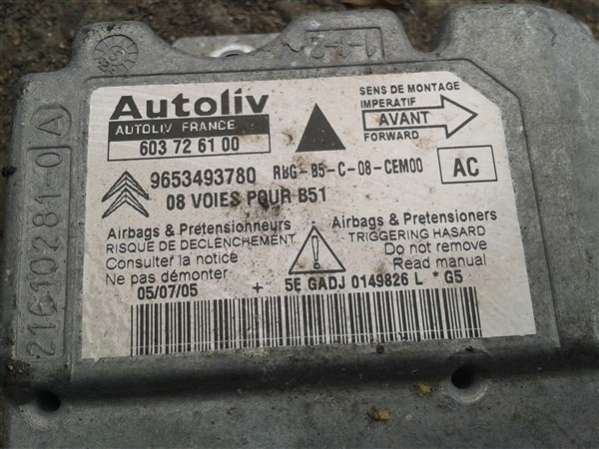 Autoliv
AUTOLIV FRANCE
603 72 61 00
SENS DE MONTAGE
IMPERATIF
AVANT
FORWARD
9653493780 RBG-B5-C-08-CEM00 AC
08 VOIES POUR B51
Airbags & Pretensionneurs
RISQUE DE DECLENCHEMENT
Consulter la notice
Ne pas démonter
Airbags & Pretensioners
TRIGGERING HASARD
Do not remove
Read manual
05/07/05 + 5E GADJ 0149826 L * G5
21610281-0 A